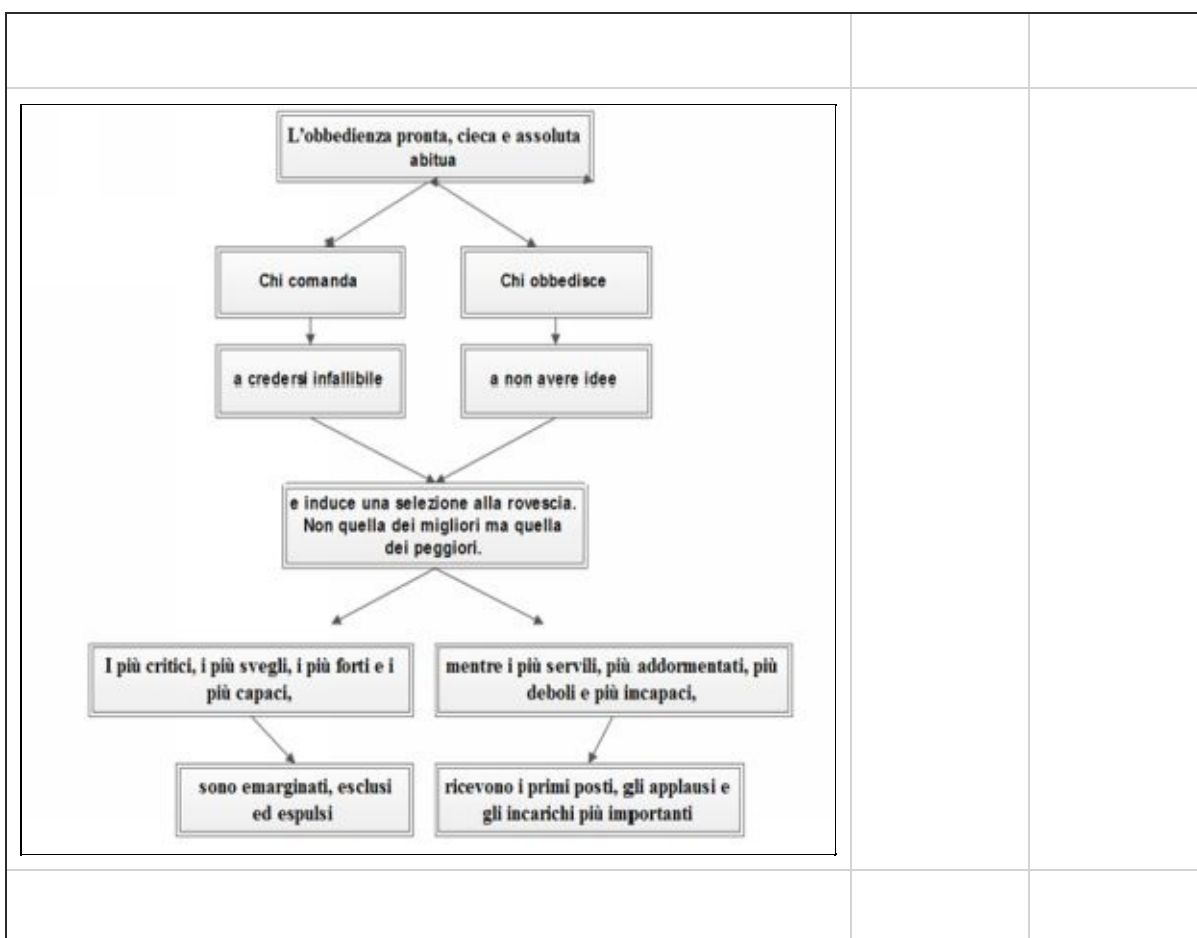 L'obbedienza pronta, cieca e assoluta
abitua
Chi comanda
Chi obbedisce
a credersi infallibile
a non avere idee
e induce una selezione alla rovescia.
Non quella dei migliori ma quella
dei peggiori.
I più critici, i più svegli, i più forti e i
più capaci,
mentre i più servili, più addormentati, più
deboli e più incapaci,
sono emarginati, esclusi
ed espulsi
ricevono i primi posti, gli applausi e
gli incarichi più importanti